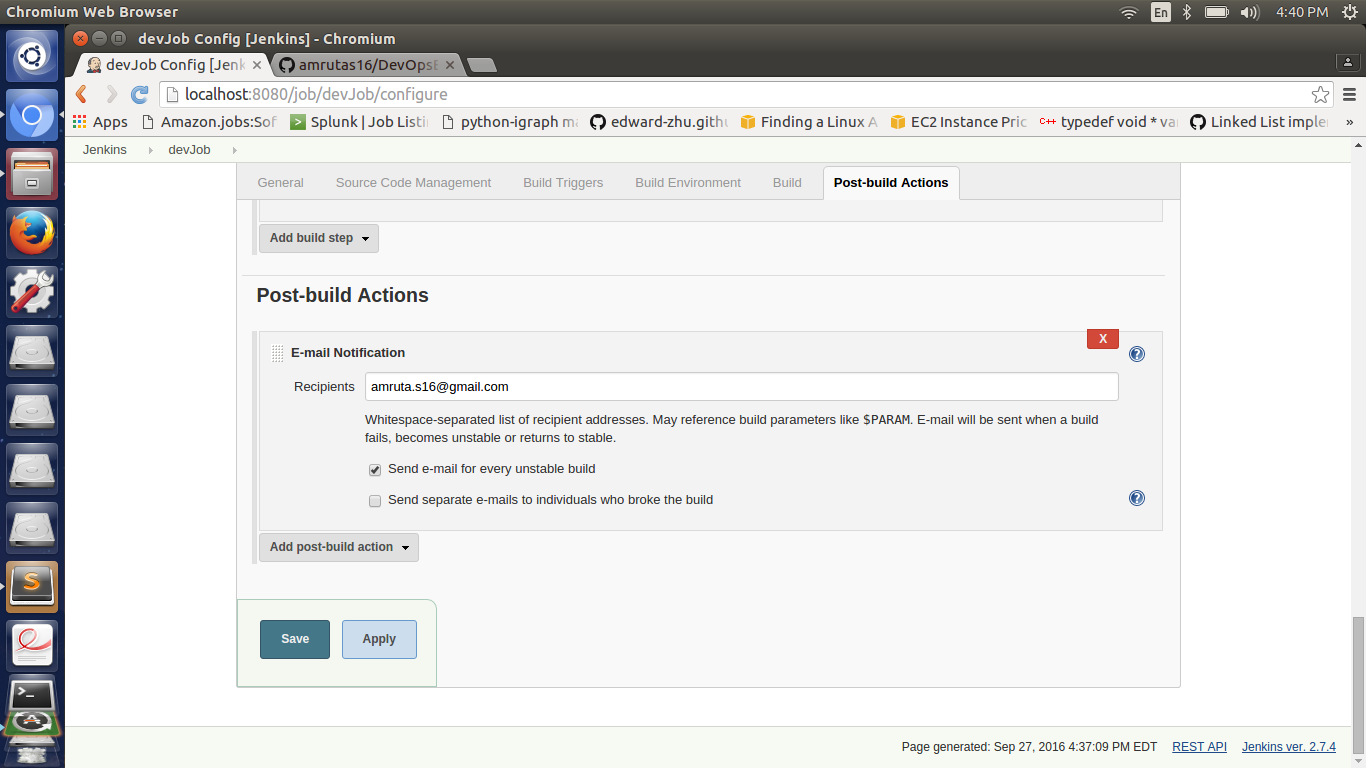 Chromium Web Browser
En
4:40 PM
devJob Config [Jenkins] - Chromium
devJob Config [Jenk
amrutas16/DevOpsE
localhost:8080/job/devJob/configure
Apps
Amazon.jobs:Sof
Splunk | Job Listi
python-igraph ma
edward-zhu.githu
Finding a Linux A
EC2 Instance Pric
C++ typedef void * va
Linked List imple
»
Jenkins
devJob
General
Source Code Management
Build Triggers
Build Environment
Build
Post-build Actions
Add build step
Post-build Actions
X
E-mail Notification
?
Recipients
amruta.s16@gmail.com
Whitespace-separated list of recipient addresses. May reference build parameters like $PARAM. E-mail will be sent when a build
fails, becomes unstable or returns to stable.
Send e-mail for every unstable build
Send separate e-mails to individuals who broke the build
?
Add post-build action
Save
Apply
Page generated: Sep 27, 2016 4:37:09 PM EDT
REST API
Jenkins ver. 2.7.4